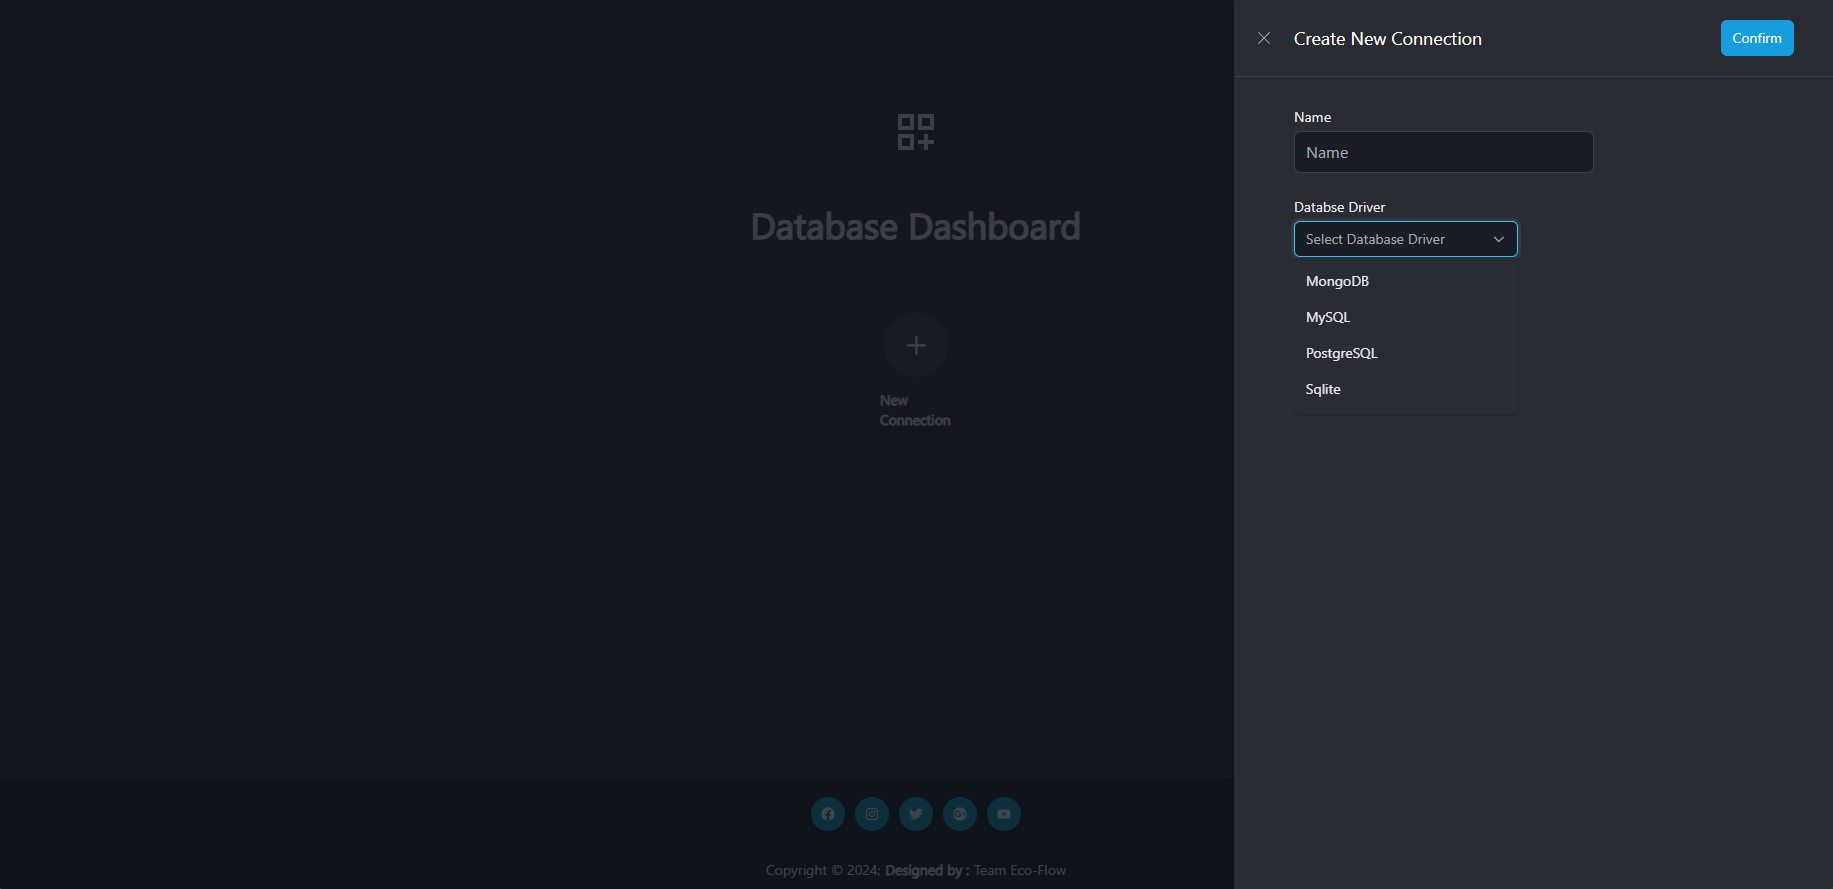 Database Dashboard
New
Connection
Copyright © 2024; Designed by : Team Eco-Flow
Create New Connection
Confirm
Name
Name
Databse Driver
Select Database Driver
MongoDB
MySQL
PostgreSQL
Sqlite